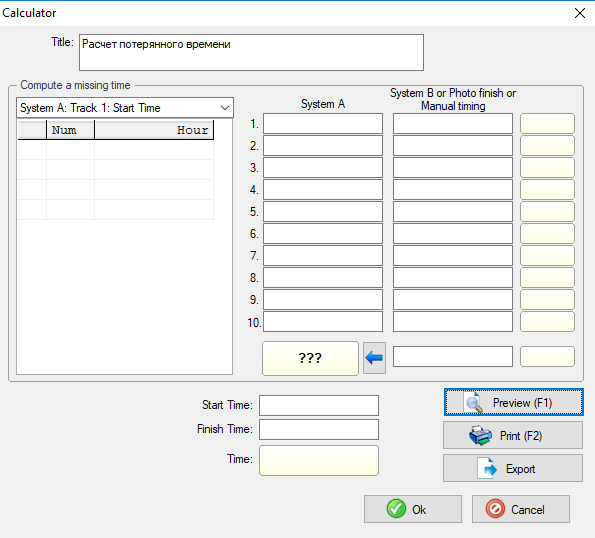 Calculator
Title:
Расчет потерянного времени
Compute a missing time
System A: Track 1: Start Time
Num Hour
System A
System B or Photo finish or
Manual timing
1.
2.
3.
4.
5.
6.
7.
8.
9.
10.
???
Start Time:
Finish Time:
Time:
Preview (F1)
Print (F2)
Export
Ok
Cancel